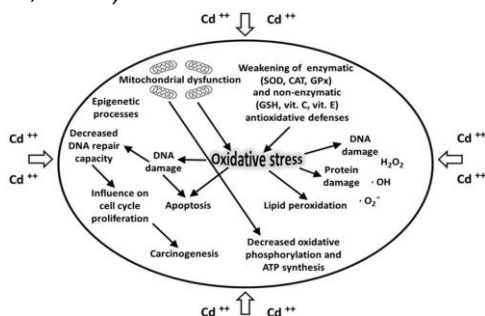 Cd ++ Cd ++
Mitochondrial dysfunction
Weakening of enzymatic
(SOD, CAT, GPx)
and non-enzymatic
(GSH, vit. C, vit. E)
antioxidative defenses
Epigenetic
processes
Cd ++
Cd ++
Decreased
DNA repair
capacity
DNA
damage
Oxidative stress
DNA
damage
H2O2
Protein
damage
· OH
· O2⁻
Cd ++
Cd ++
Influence on
cell cycle
proliferation
Apoptosis
Lipid peroxidation
Carcinogenesis
Decreased oxidative
phosphorylation and
ATP synthesis
Cd ++ Cd ++